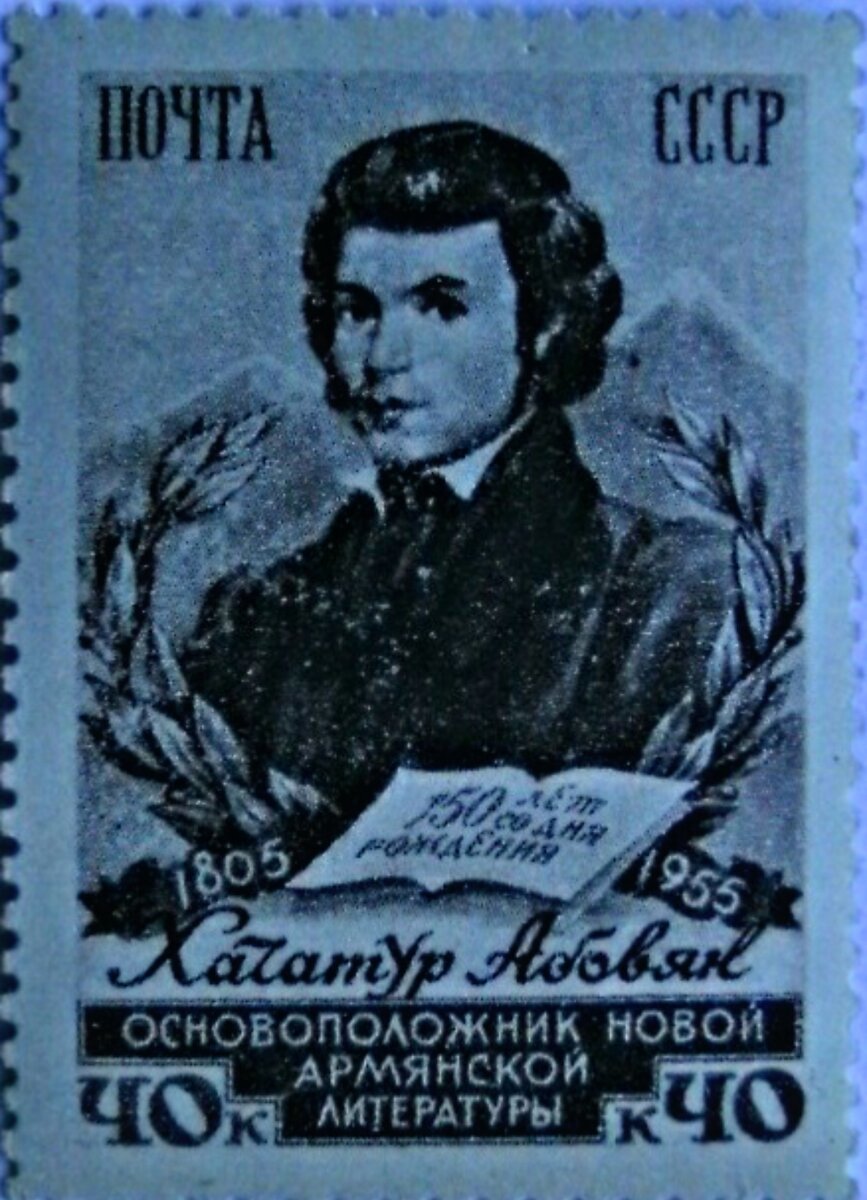 ПОЧТА СССР
150 лет
со дня
рождения
1805 1955
Хачатур Абовян
ОСНОВОПОЛОЖНИК НОВОЙ
АРМЯНСКОЙ
ЛИТЕРАТУРЫ
40к к40